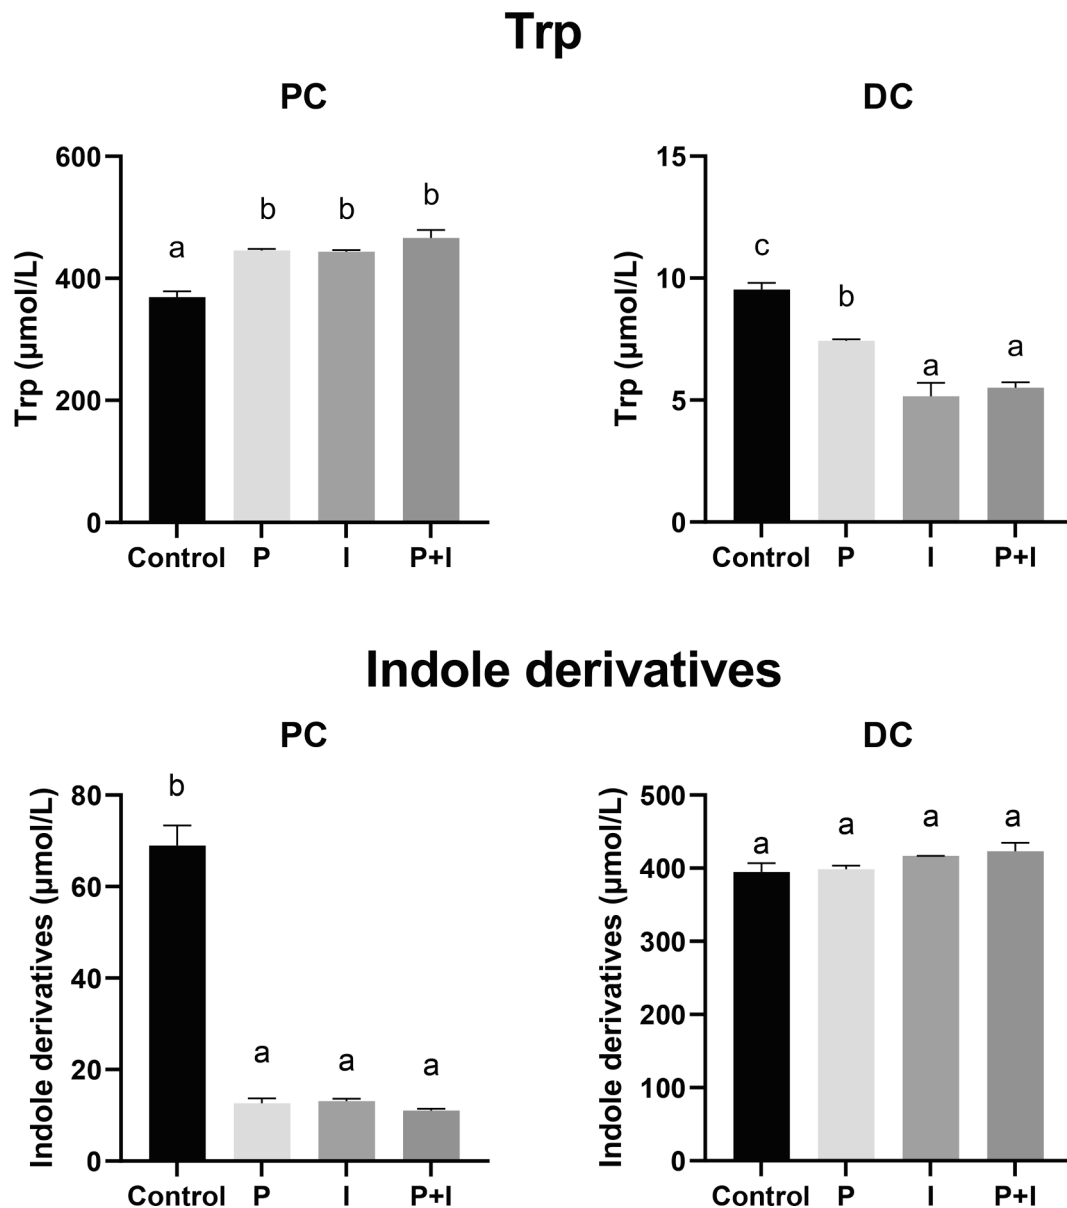 Trp
PC
DC
Trp (µmol/L)
600
400
200
0
a
b
b
b
Control
P
I
P+I
Trp (µmol/L)
15
10
5
0
c
b
a
a
Control
P
I
P+I
Indole derivatives
PC
DC
Indole derivatives (µmol/L)
80
60
40
20
0
b
a
a
a
Control
P
I
P+I
Indole derivatives (µmol/L)
500
400
300
200
100
0
a
a
a
a
Control
P
I
P+I